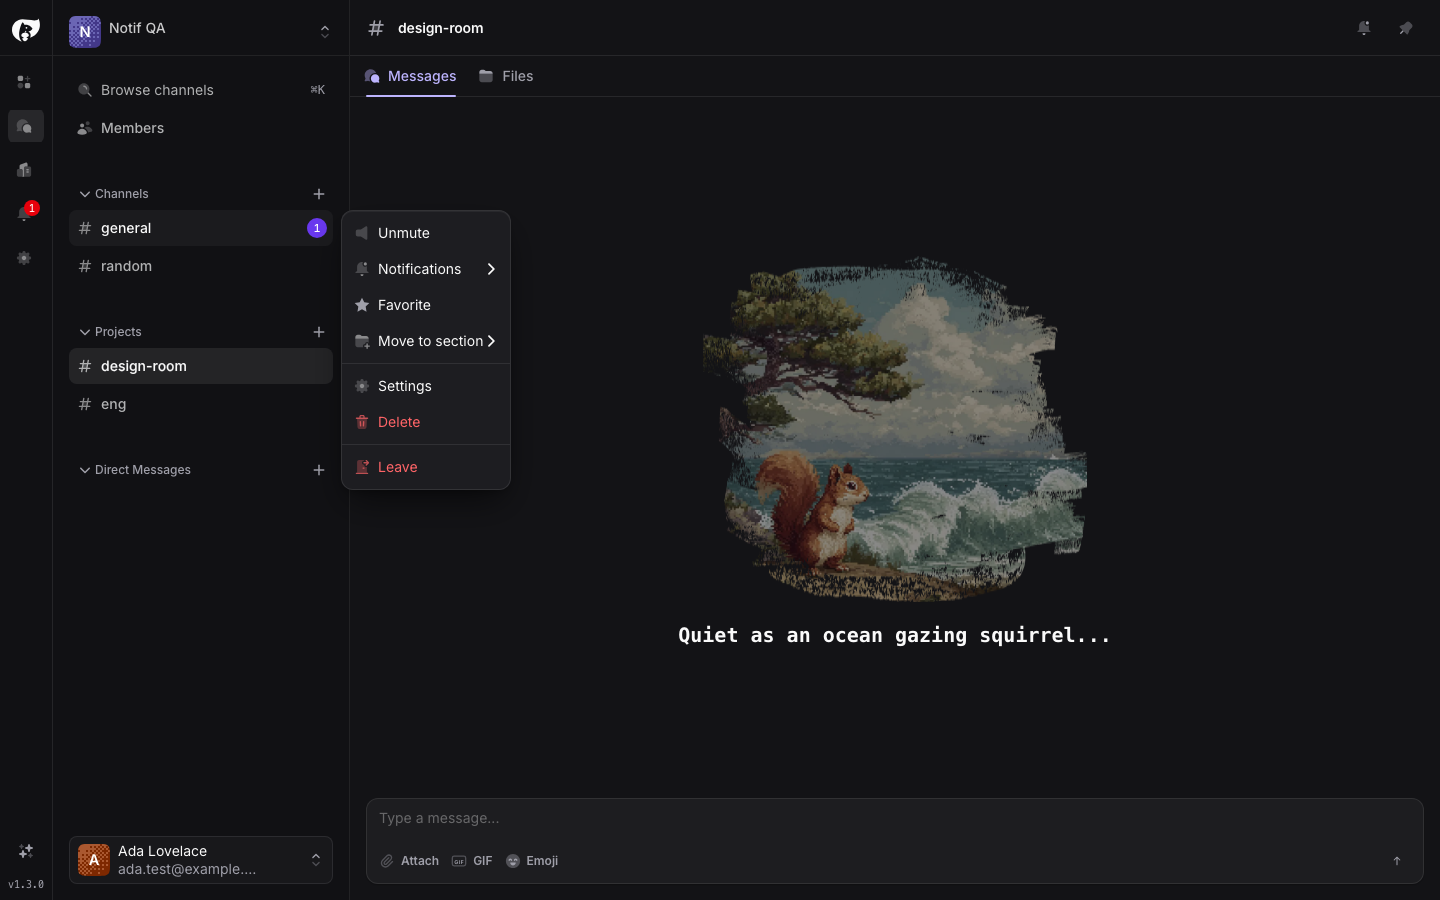 N
Notif QA
Browse channels
⌘K
Members
Channels
general
1
random
Projects
design-room
eng
Direct Messages
1
v1.3.0
A
Ada Lovelace
ada.test@example....
design-room
Messages
Files
Unmute
Notifications
Favorite
Move to section
Settings
Delete
Leave
Quiet as an ocean gazing squirrel...
Type a message...
Attach
GIF
GIF
Emoji